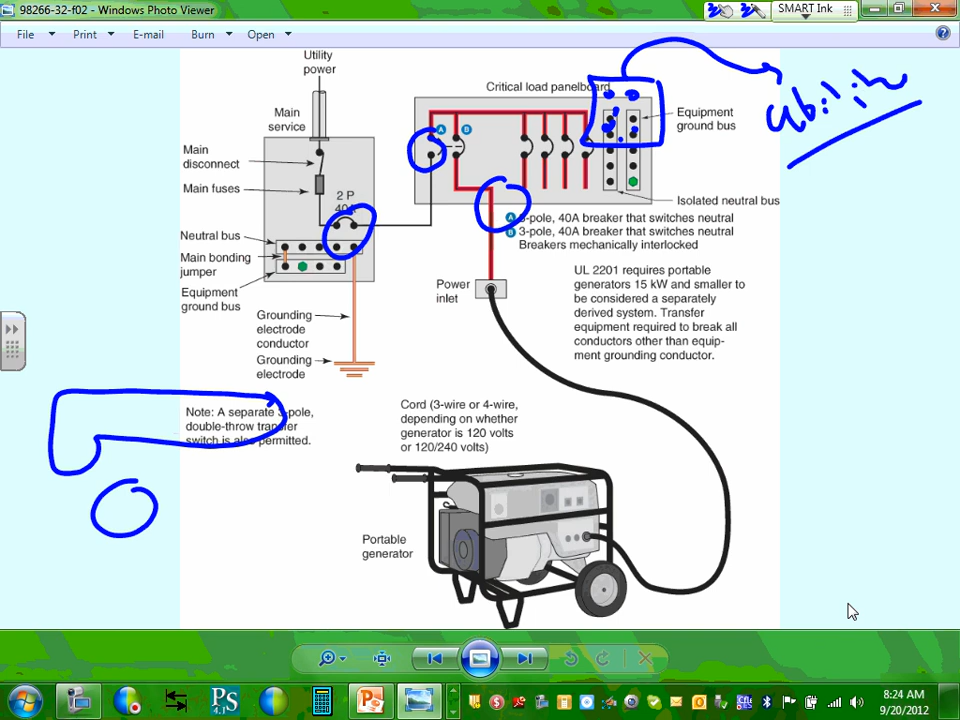 98266-32-f02 - Windows Photo Viewer
SMART Ink
File
Print
E-mail
Burn
Open
Utility
power
Critical load panelboard
Main
service
Equipment
ground bus
A
B
Main
disconnect
Main fuses
2 P
40A
Isolated neutral bus
A 3-pole, 40A breaker that switches neutral
B 3-pole, 40A breaker that switches neutral
Breakers mechanically interlocked
Neutral bus
Main bonding
jumper
Equipment
ground bus
Power
inlet
UL 2201 requires portable
generators 15 kW and smaller to
be considered a separately
derived system. Transfer
equipment required to break all
conductors other than equip-
ment grounding conductor.
Grounding
electrode
conductor
Grounding
electrode
Note: A separate 3-pole,
double-throw transfer
switch is also permitted.
Cord (3-wire or 4-wire,
depending on whether
generator is 120 volts
or 120/240 volts)
Portable
generator
Ps
4.1
8:24 AM
9/20/2012